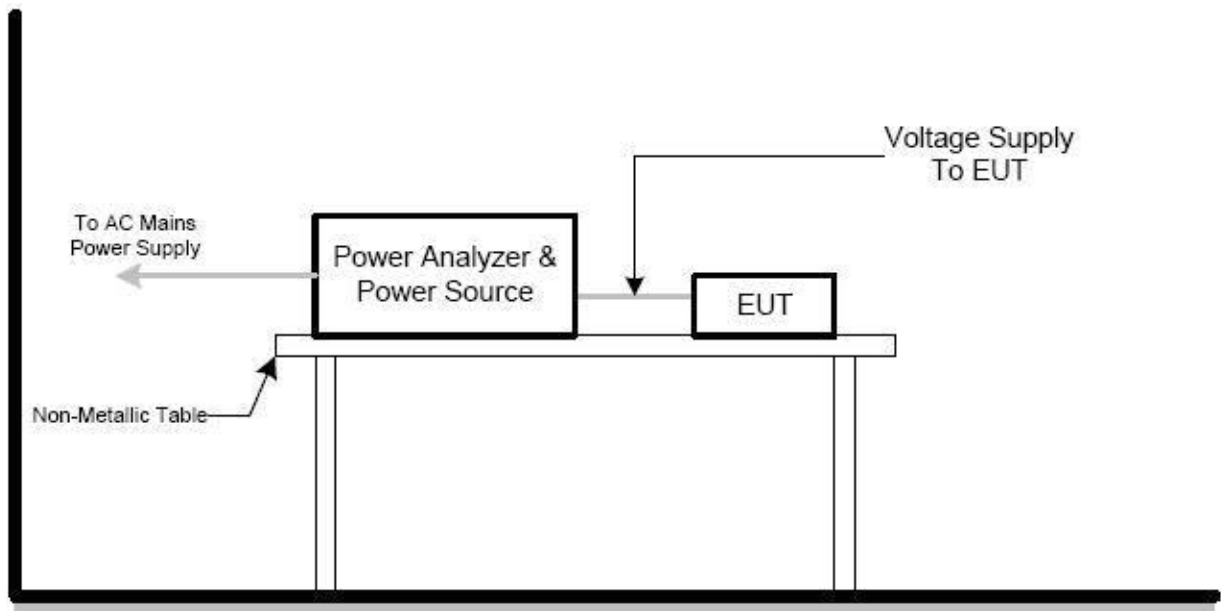 Voltage Supply
To EUT
To AC Mains
Power Supply
Power Analyzer &
Power Source
EUT
Non-Metallic Table